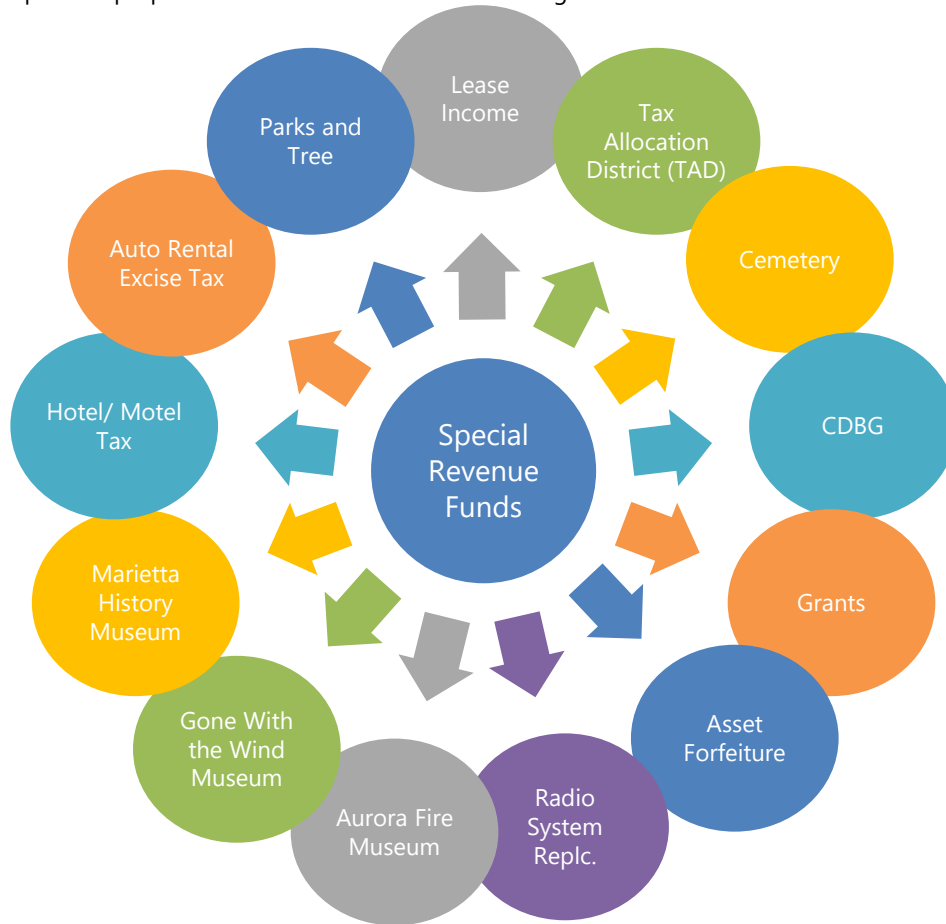 Lease
Income
Tax
Allocation
District (TAD)
Cemetery
CDBG
Grants
Asset
Forfeiture
Radio
System
Replc.
Aurora Fire
Museum
Gone With
the Wind
Museum
Marietta
History
Museum
Hotel/ Motel
Tax
Auto Rental
Excise Tax
Parks and
Tree
Special
Revenue
Funds